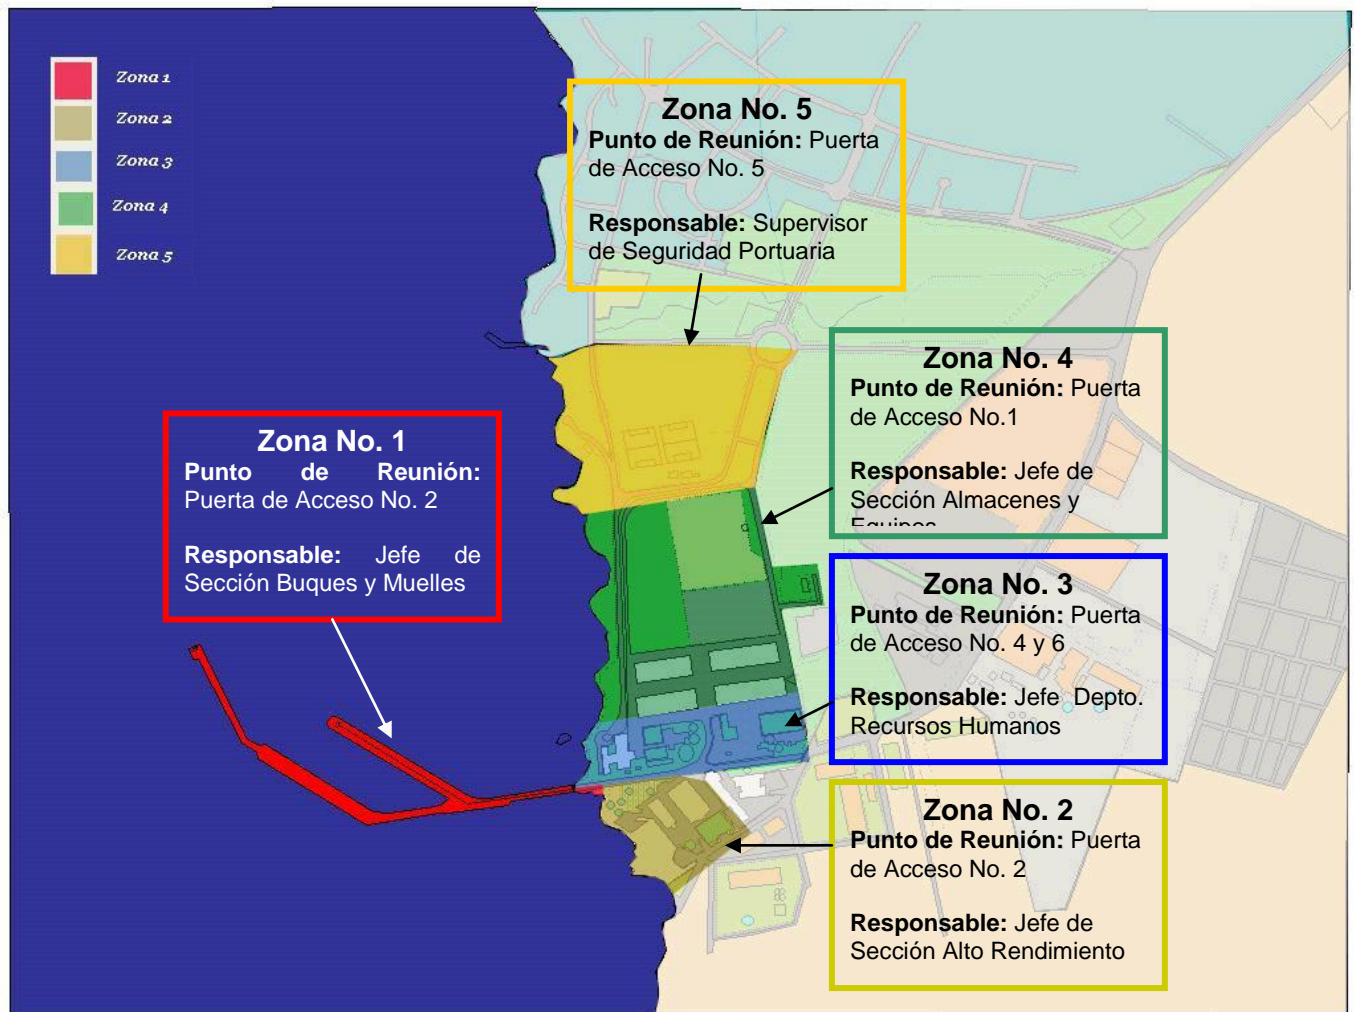 Zona 1
Zona 2
Zona 3
Zona 4
Zona 5
Zona No. 5
Punto de Reunión: Puerta
de Acceso No. 5
Responsable: Supervisor
de Seguridad Portuaria
Zona No. 4
Punto de Reunión: Puerta
de Acceso No.1
Responsable: Jefe de
Sección Almacenes y
Equipos
Zona No. 1
Punto de Reunión:
Puerta de Acceso No. 2
Responsable: Jefe de
Sección Buques y Muelles
Zona No. 3
Punto de Reunión: Puerta
de Acceso No. 4 y 6
Responsable: Jefe Depto.
Recursos Humanos
Zona No. 2
Punto de Reunión: Puerta
de Acceso No. 2
Responsable: Jefe de
Sección Alto Rendimiento